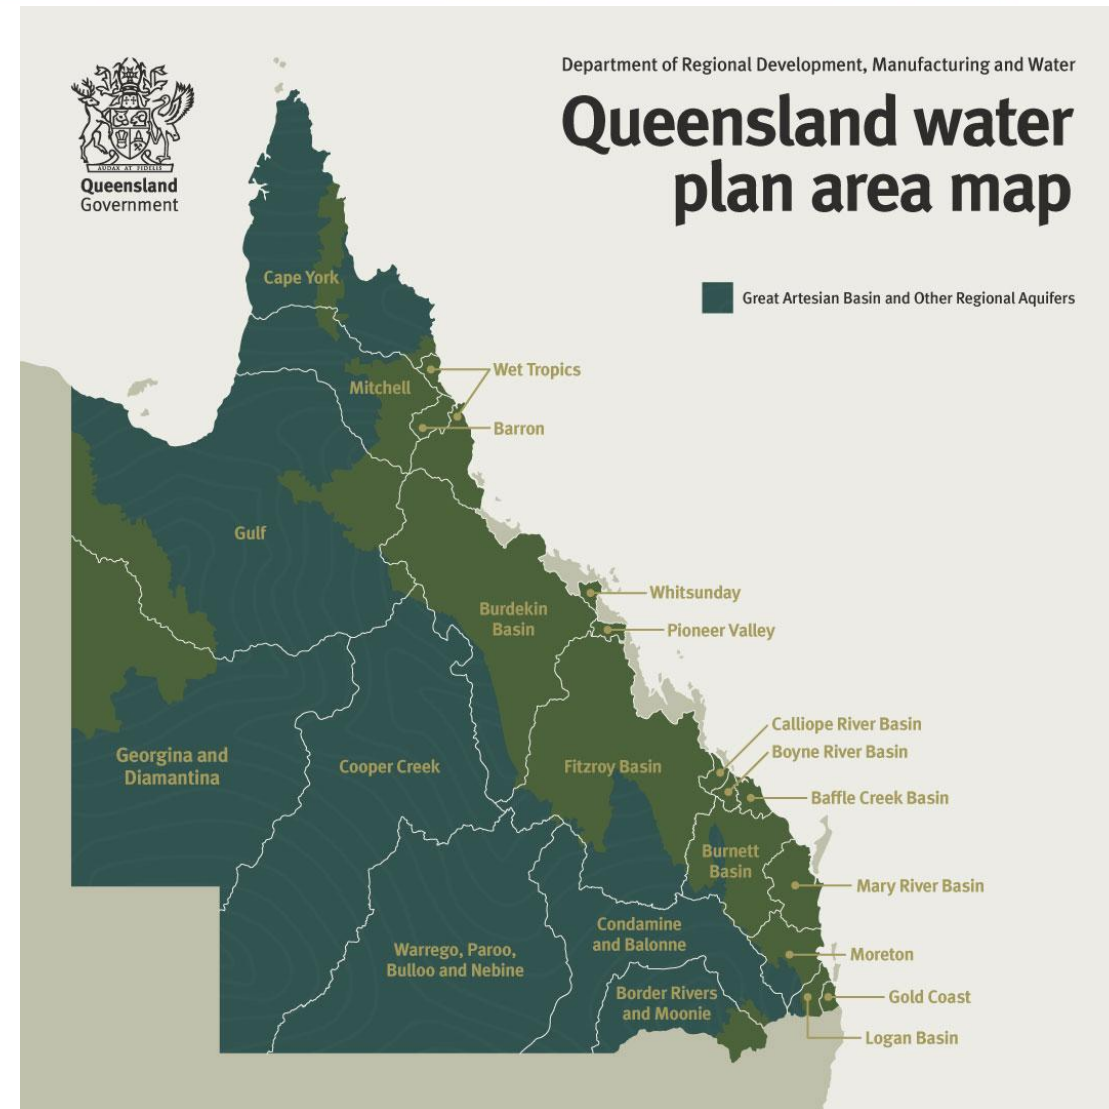 Department of Regional Development, Manufacturing and Water
Queensland water
plan area map
AUDAX AT FIDELIS
Queensland
Government
Great Artesian Basin and Other Regional Aquifers
Cape York
Wet Tropics
Mitchell
Barron
Gulf
Whitsunday
Burdekin
Basin
Pioneer Valley
Calliope River Basin
Boyne River Basin
Georgina and
Diamantina
Cooper Creek
Fitzroy Basin
Baffle Creek Basin
Burnett
Basin
Mary River Basin
Condamine
and Balonne
Warrego, Paroo,
Bulloo and Nebine
Moreton
Border Rivers
and Moonie
Gold Coast
Logan Basin